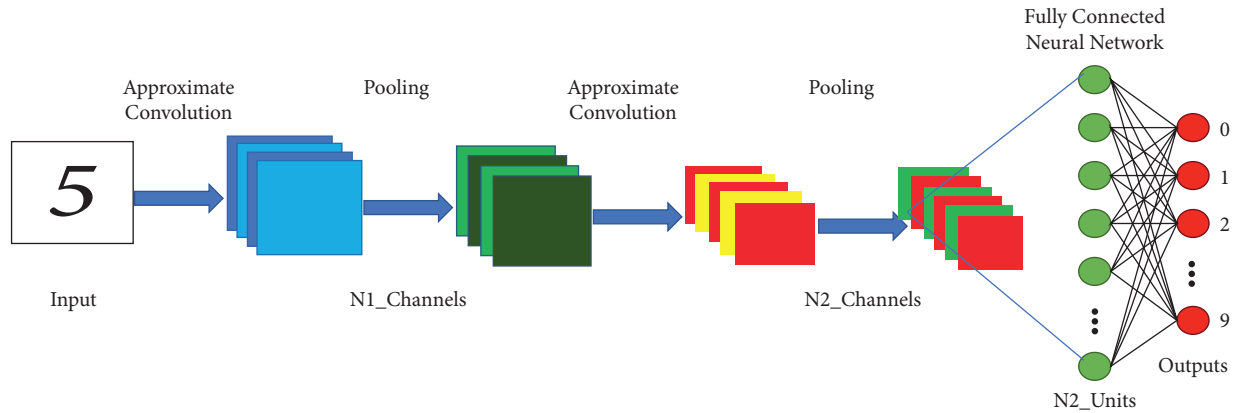 Fully Connected
Neural Network
Approximate
Convolution
Pooling
Approximate
Convolution
Pooling
5
0
1
2
9
Input
N1_Channels
N2_Channels
Outputs
N2_Units